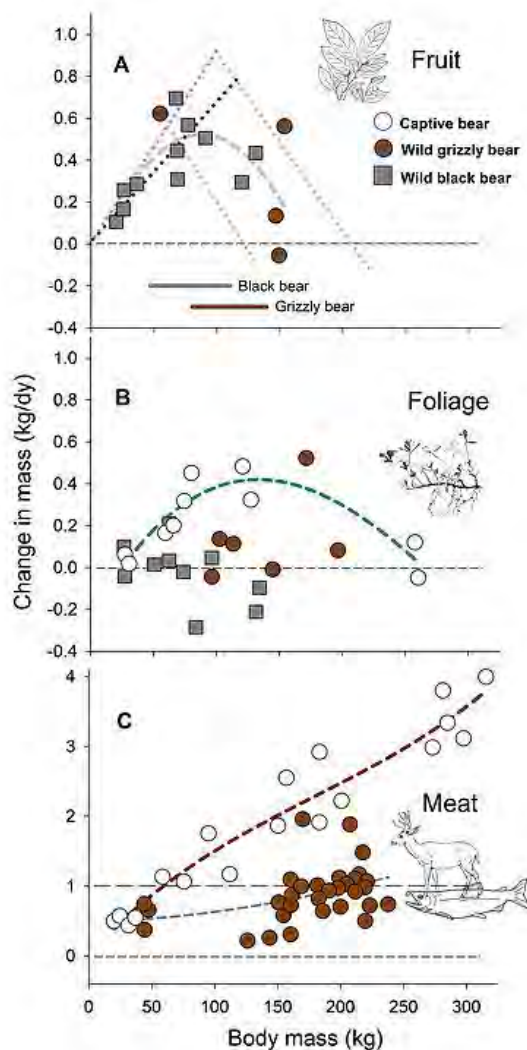 A
Fruit
Captive bear
Wild grizzly bear
Wild black bear
Black bear
Grizzly bear
1.0
0.8
0.6
0.4
0.2
0.0
-0.2
-0.4
B
Foliage
1.0
0.8
0.6
0.4
0.2
0.0
-0.2
-0.4
Change in mass (kg/dy)
C
Meat
4
3
2
1
0
0 50 100 150 200 250 300
Body mass (kg)